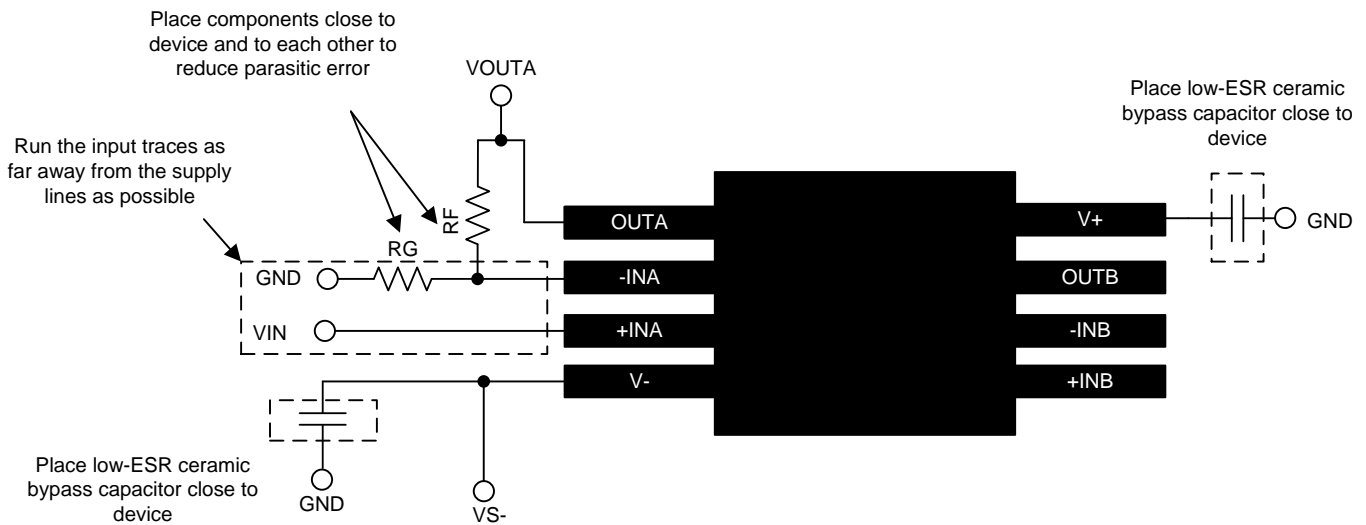 Place components close to
device and to each other to
reduce parasitic error
VOUTA
Place low-ESR ceramic
bypass capacitor close to
device
Run the input traces as
far away from the supply
lines as possible
RF
RG
OUTA
V+
GND
GND
-INA
OUTB
VIN
+INA
-INB
V-
+INB
Place low-ESR ceramic
bypass capacitor close to
device
GND
VS-